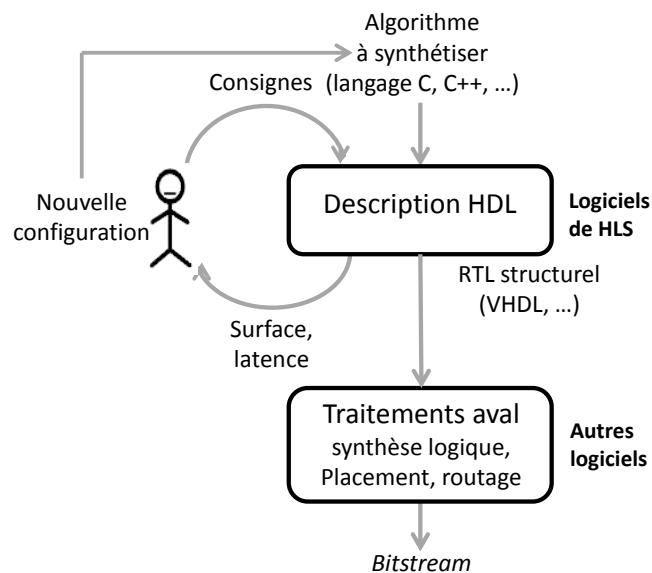 Algorithme
à synthétiser
(langage C, C++, …)
Consignes
Nouvelle
configuration
Description HDL
Logiciels
de HLS
RTL structurel
(VHDL, …)
Surface,
latence
Traitements aval
synthèse logique,
Placement, routage
Autres
logiciels
Bitstream